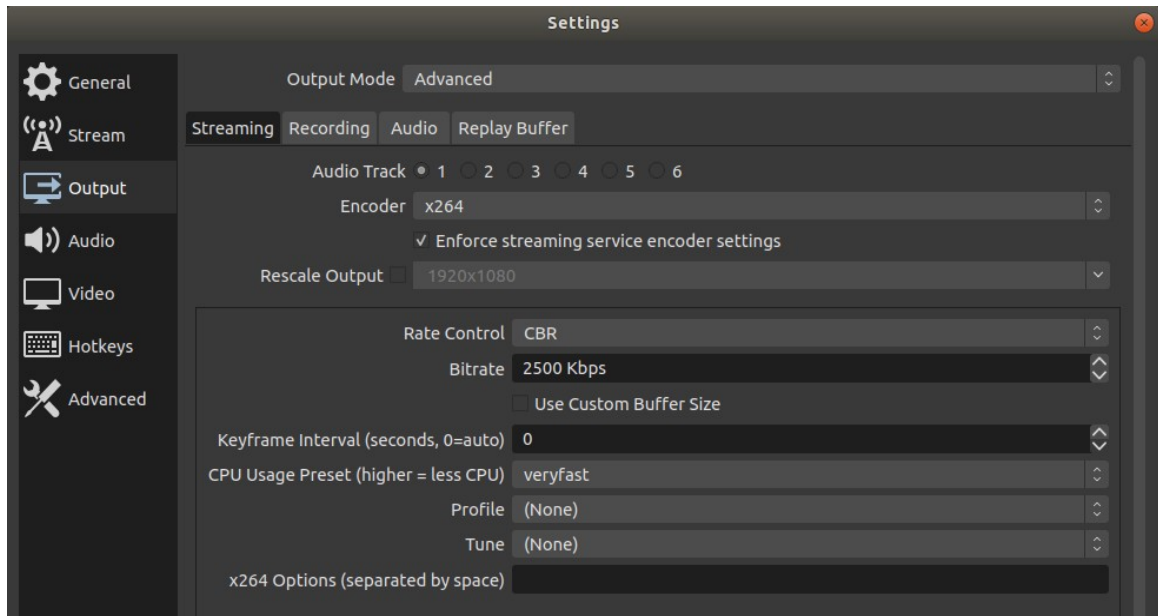 Settings
General
Stream
Output
Audio
Video
Hotkeys
Advanced
Output Mode Advanced
Streaming Recording Audio Replay Buffer
Audio Track 1 2 3 4 5 6
Encoder x264
Enforce streaming service encoder settings
Rescale Output 1920x1080
Rate Control CBR
Bitrate 2500 Kbps
Use Custom Buffer Size
Keyframe Interval (seconds, 0=auto) 0
CPU Usage Preset (higher = less CPU) veryfast
Profile (None)
Tune (None)
x264 Options (separated by space)